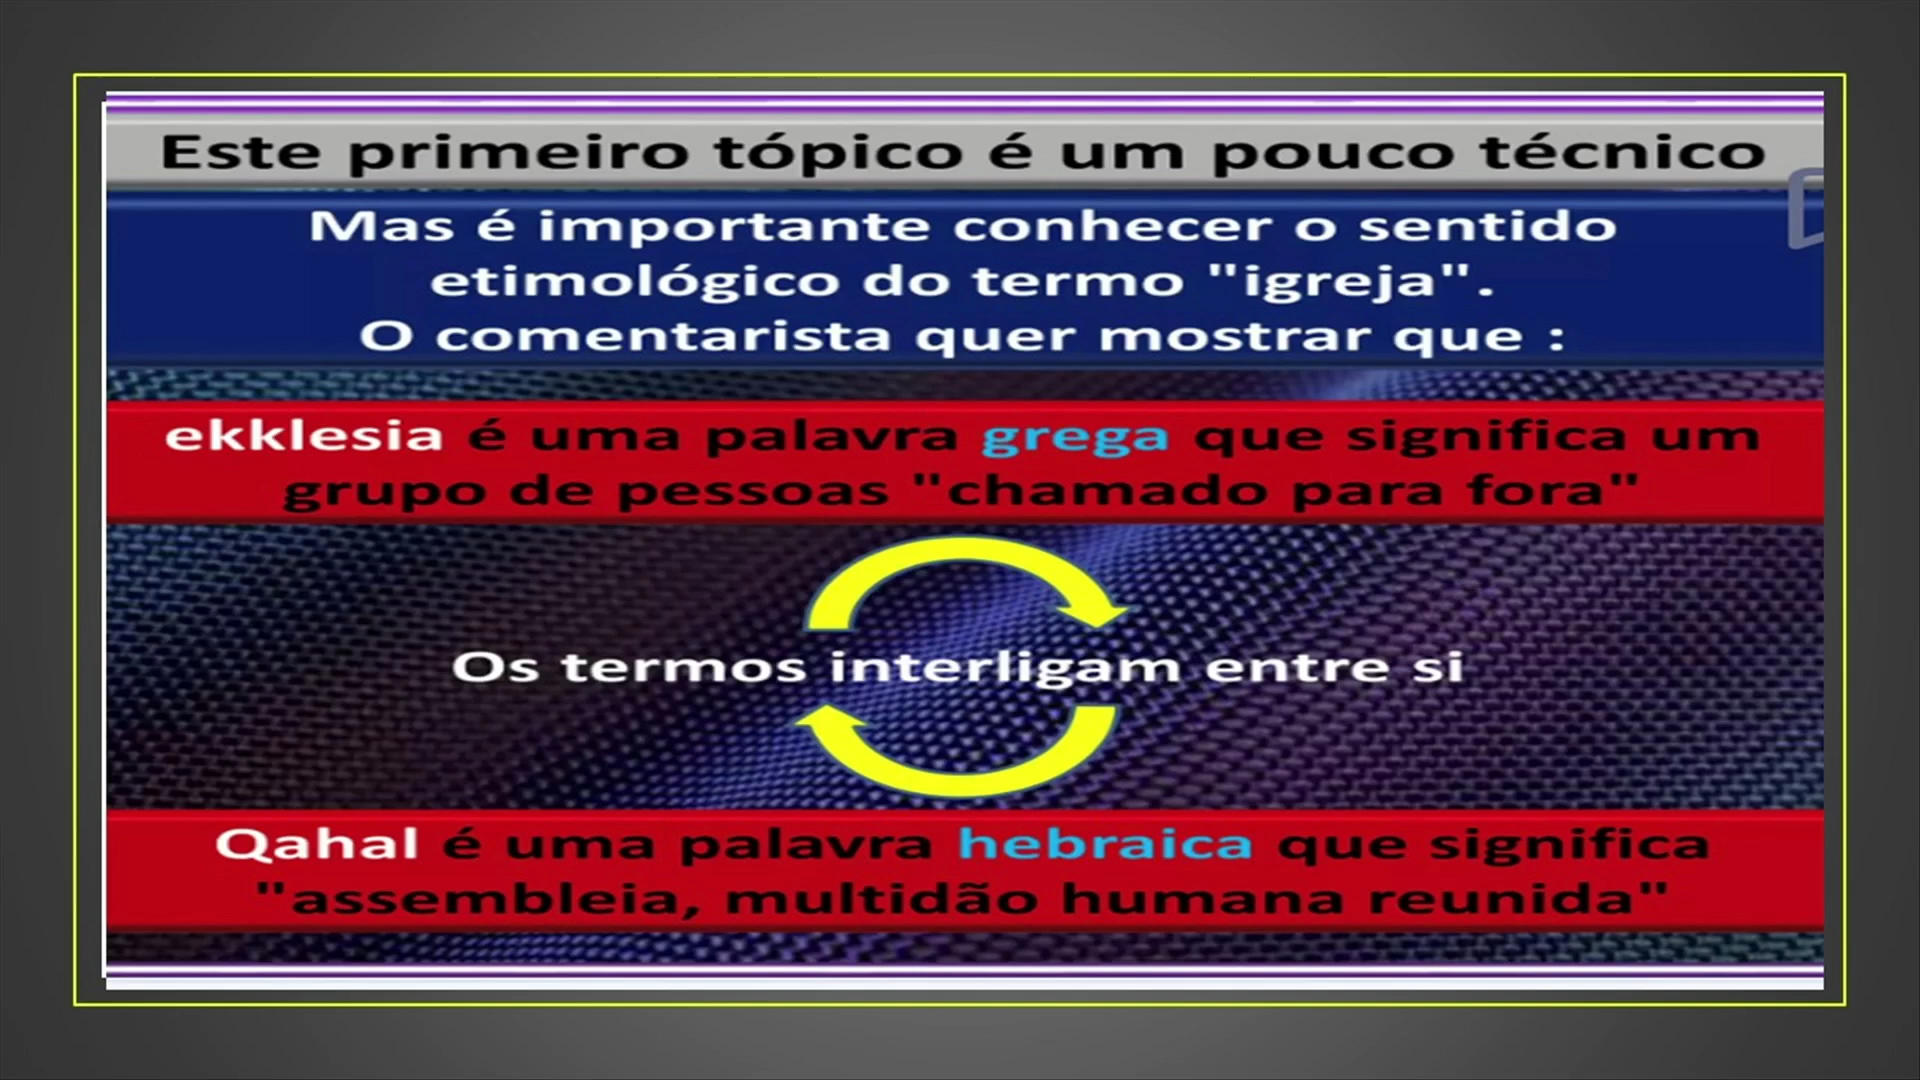 Este primeiro tópico é um pouco técnico
Mas é importante conhecer o sentido
etimológico do termo "igreja".
O comentarista quer mostrar que :
ekklesia é uma palavra grega que significa um
grupo de pessoas "chamado para fora"
Os termos interligam entre si
Qahal é uma palavra hebraica que significa
"assembleia, multidão humana reunida"